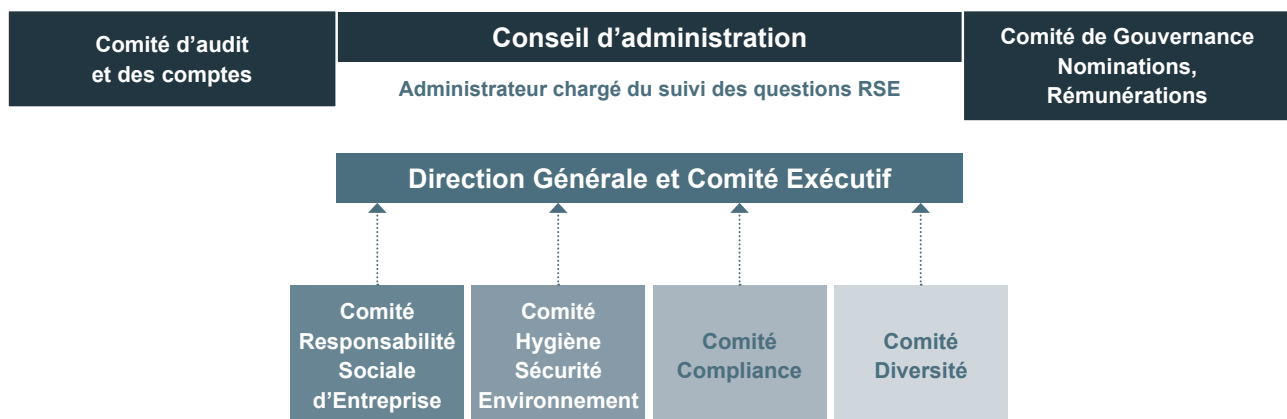 Comité d’audit
et des comptes
Conseil d’administration
Administrateur chargé du suivi des questions RSE
Comité de Gouvernance
Nominations,
Rémunérations
Direction Générale et Comité Exécutif
Comité
Responsabilité
Sociale
d’Entreprise
Comité
Hygiène
Sécurité
Environnement
Comité
Compliance
Comité
Diversité